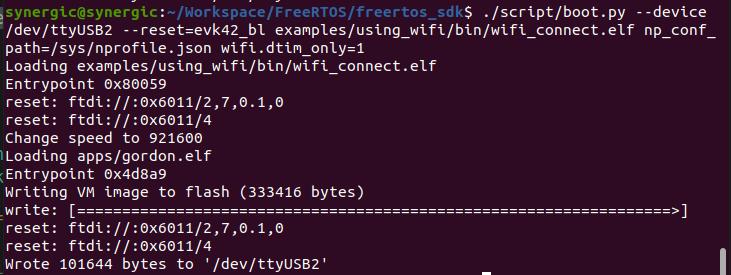 synergic@synergic:~/Workspace/FreeRTOS/freertos_sdk$ ./script/boot.py --device
/dev/ttyUSB2 --reset=evk42_bl examples/using_wifi/bin/wifi_connect.elf np_conf_
path=/sys/nprofile.json wifi.dtim_only=1
Loading examples/using_wifi/bin/wifi_connect.elf
Entrypoint 0x80059
reset: ftdi://:0x6011/2,7,0.1,0
reset: ftdi://:0x6011/4
Change speed to 921600
Loading apps/gordon.elf
Entrypoint 0x4d8a9
Writing VM image to flash (333416 bytes)
write: [==================================================================>]
reset: ftdi://:0x6011/2,7,0.1,0
reset: ftdi://:0x6011/4
Wrote 101644 bytes to '/dev/ttyUSB2'